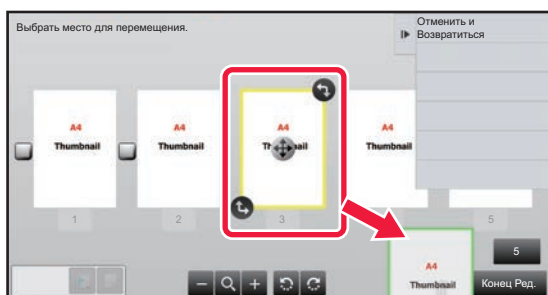 Выбрать место для перемещения.
Отменить и
Возвратиться
A4
Thumbnail
A4
Thumbnail
A4
Thumbnail
A4
Thumbnail
1
2
3
5
5
A4
Thumbnail
Конец Ред.